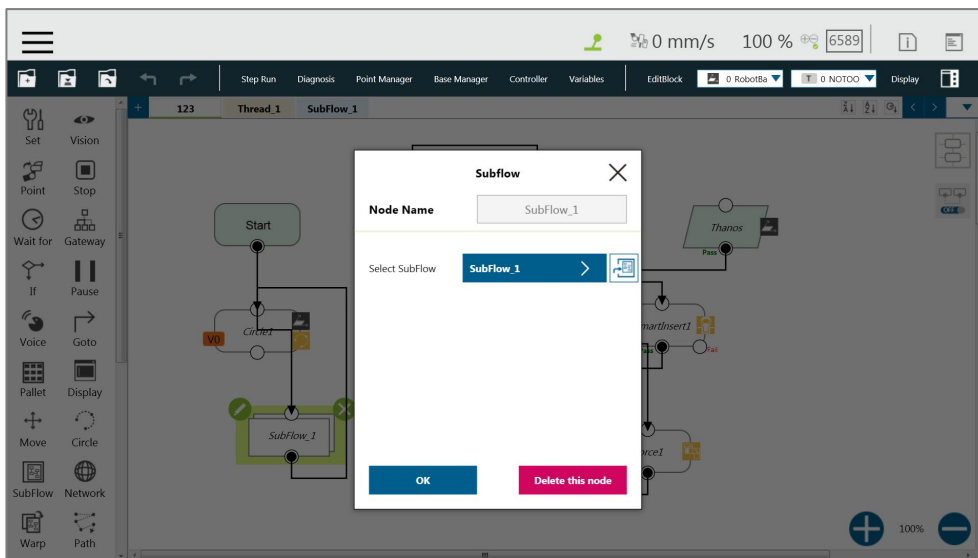 0 mm/s 100 % 6589
Step Run Diagnosis Point Manager Base Manager Controller Variables EditBlock 0 RobotBa T 0 NOTOO Display
123 Thread_1 SubFlow_1
Set Vision
Point Stop
Wait for Gateway
If Pause
Voice Goto
Pallet Display
Move Circle
SubFlow Network
Warp Path
Start
V0 Circle1
SubFlow_1
Subflow
Node Name SubFlow_1
Select SubFlow SubFlow_1
OK Delete this node
Thanos
Pass
martInsert1
Fail
orce1
100%